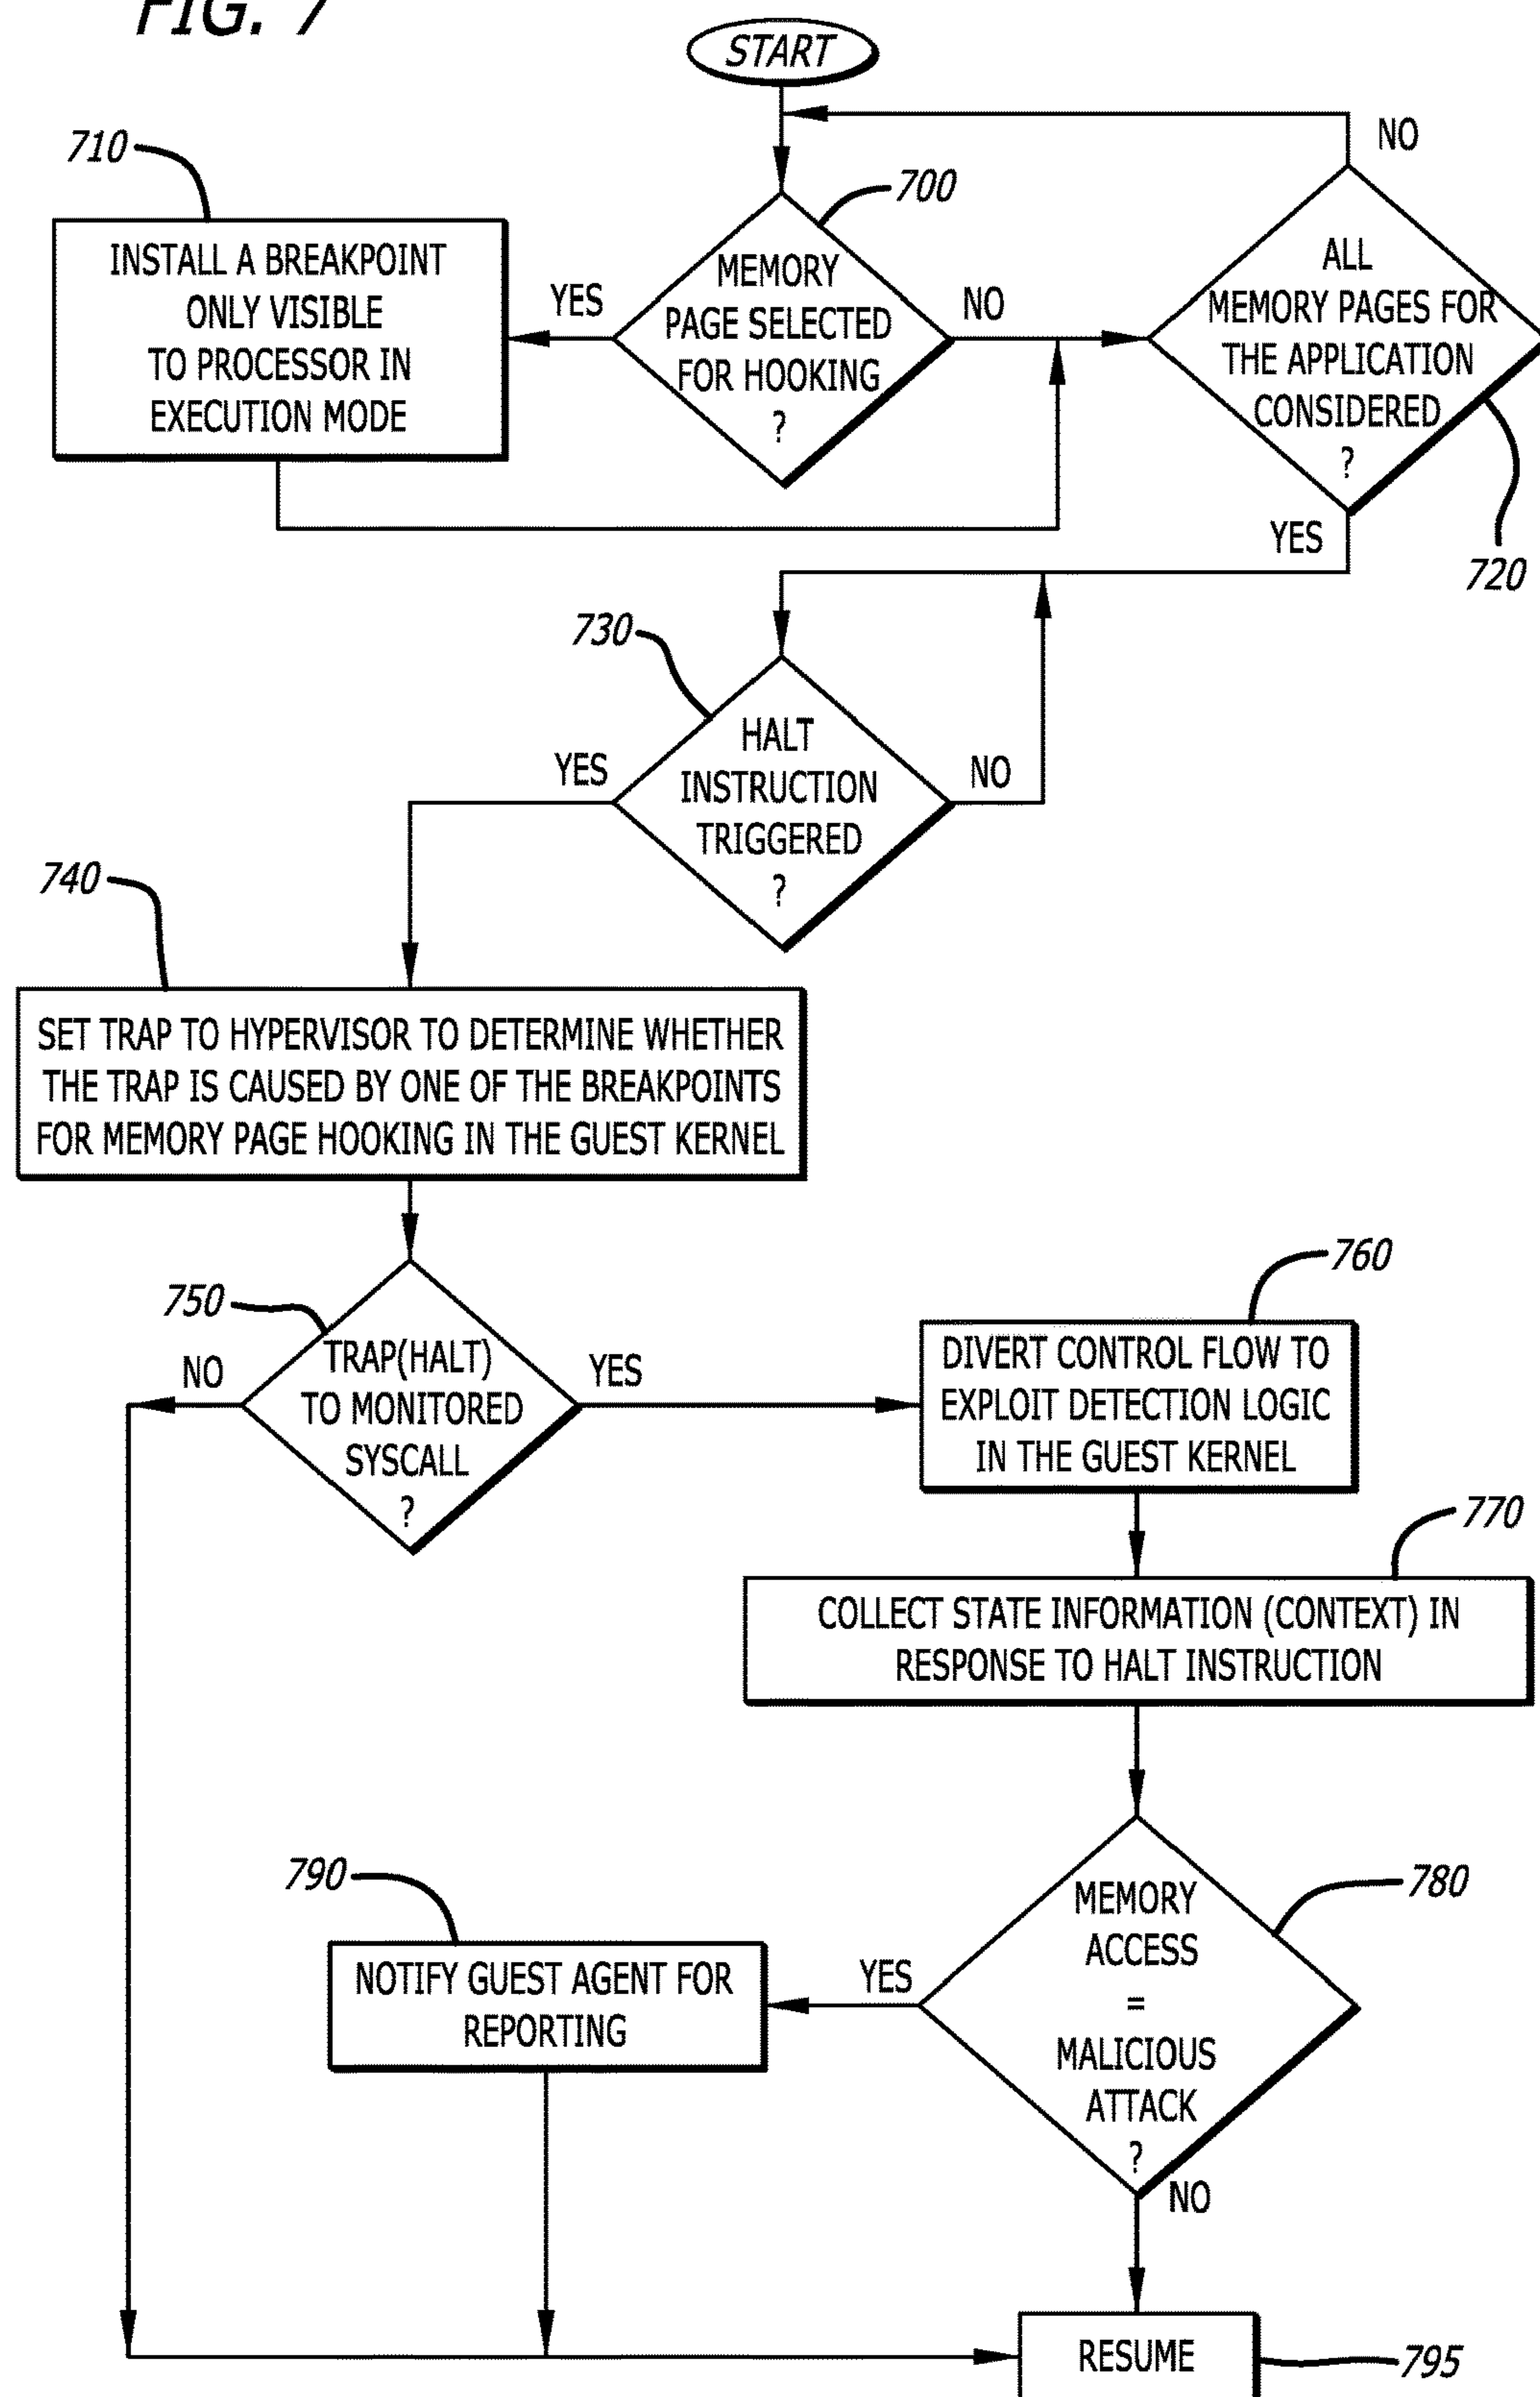 FIG. 7
START
NO
710
700
INSTALL A BREAKPOINT
ONLY VISIBLE
TO PROCESSOR IN
EXECUTION MODE
YES
MEMORY
PAGE SELECTED
FOR HOOKING
?
NO
ALL
MEMORY PAGES FOR
THE APPLICATION
CONSIDERED
?
YES
720
730
YES
HALT
INSTRUCTION
TRIGGERED
?
NO
740
SET TRAP TO HYPERVISOR TO DETERMINE WHETHER
THE TRAP IS CAUSED BY ONE OF THE BREAKPOINTS
FOR MEMORY PAGE HOOKING IN THE GUEST KERNEL
750
NO
TRAP(HALT)
TO MONITORED
SYSCALL
?
YES
760
DIVERT CONTROL FLOW TO
EXPLOIT DETECTION LOGIC
IN THE GUEST KERNEL
770
COLLECT STATE INFORMATION (CONTEXT) IN
RESPONSE TO HALT INSTRUCTION
780
MEMORY
ACCESS
=
MALICIOUS
ATTACK
?
YES
NO
790
NOTIFY GUEST AGENT FOR
REPORTING
RESUME
795